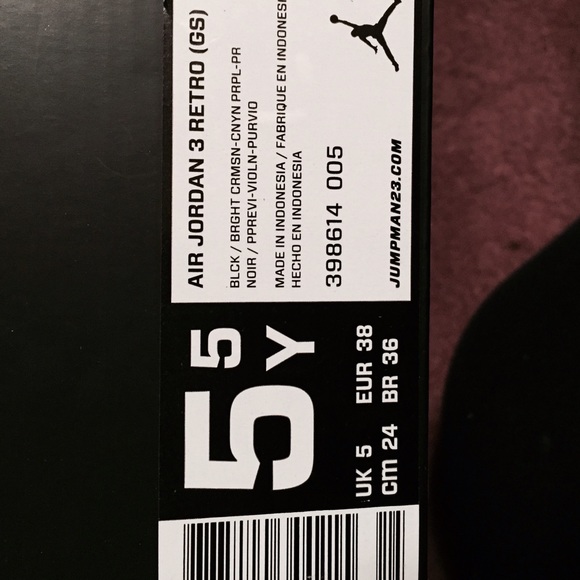 AIR JORDAN 3 RETRO (GS)
BLCK / BRGHT CRMSN-CNYN PRPL-PR
NOIR / PPREVI-VIOLN-PURVIO
MADE IN INDONESIA / FABRIQUE EN INDONESI
HECHO EN INDONESIA
398614 005
JUMPMAN23.COM
5 5 Y
UK 5 EUR 38
Cm 24 BR 36